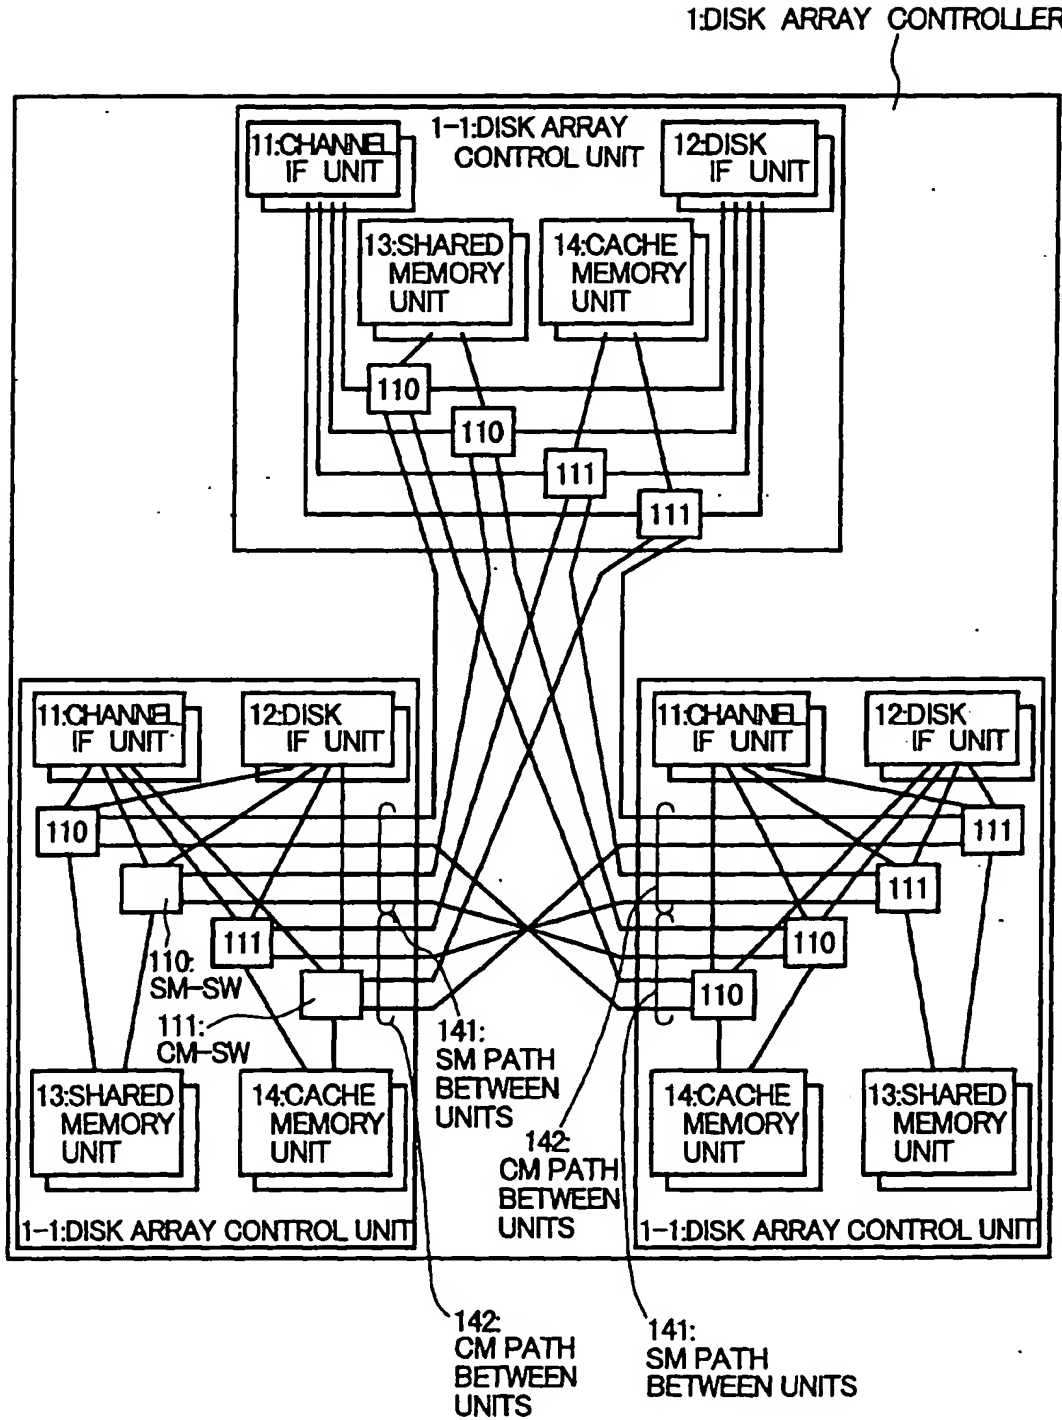 1:DISK ARRAY CONTROLLER
1-1:DISK ARRAY
CONTROL UNIT
11:CHANNEL
IF UNIT
12:DISK
IF UNIT
13:SHARED
MEMORY
UNIT
14:CACHE
MEMORY
UNIT
110
110
111
111
11:CHANNEL
IF UNIT
12:DISK
IF UNIT
110
111
110:
SM-SW
111:
CM-SW
13:SHARED
MEMORY
UNIT
14:CACHE
MEMORY
UNIT
1-1:DISK ARRAY CONTROL UNIT
141:
SM PATH
BETWEEN
UNITS
142:
CM PATH
BETWEEN
UNITS
11:CHANNEL
IF UNIT
12:DISK
IF UNIT
111
111
110
110
14:CACHE
MEMORY
UNIT
13:SHARED
MEMORY
UNIT
1-1:DISK ARRAY CONTROL UNIT
142:
CM PATH
BETWEEN
UNITS
141:
SM PATH
BETWEEN UNITS